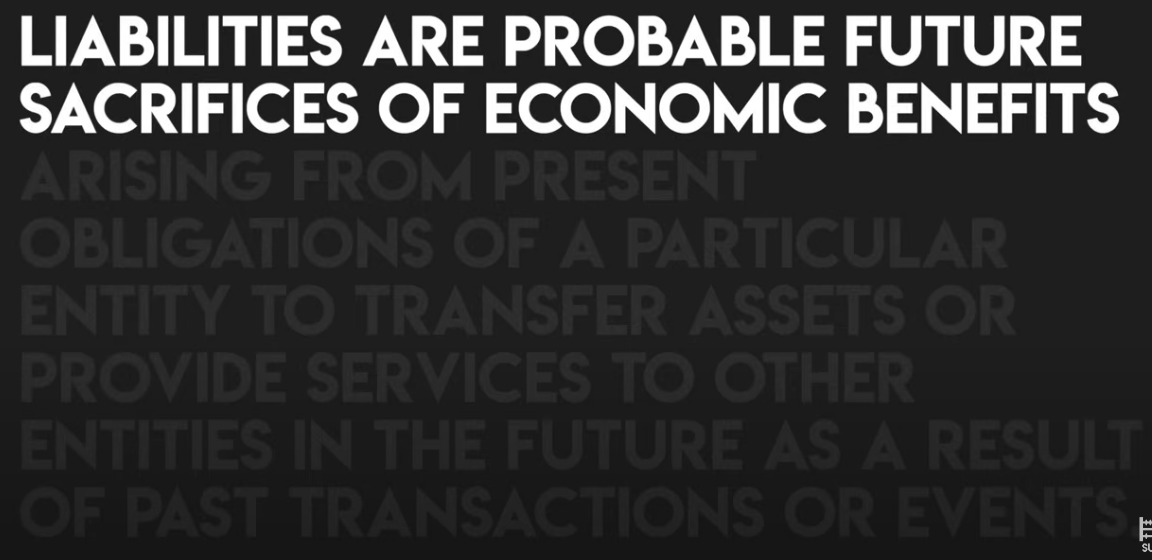 LIABILITIES ARE PROBABLE FUTURE
SACRIFICES OF ECONOMIC BENEFITS
ARISING FROM PRESENT
OBLIGATIONS OF A PARTICULAR
ENTITY TO TRANSFER ASSETS OR
PROVIDE SERVICES TO OTHER
ENTITIES IN THE FUTURE AS A RESULT
OF PAST TRANSACTIONS OR EVENTS